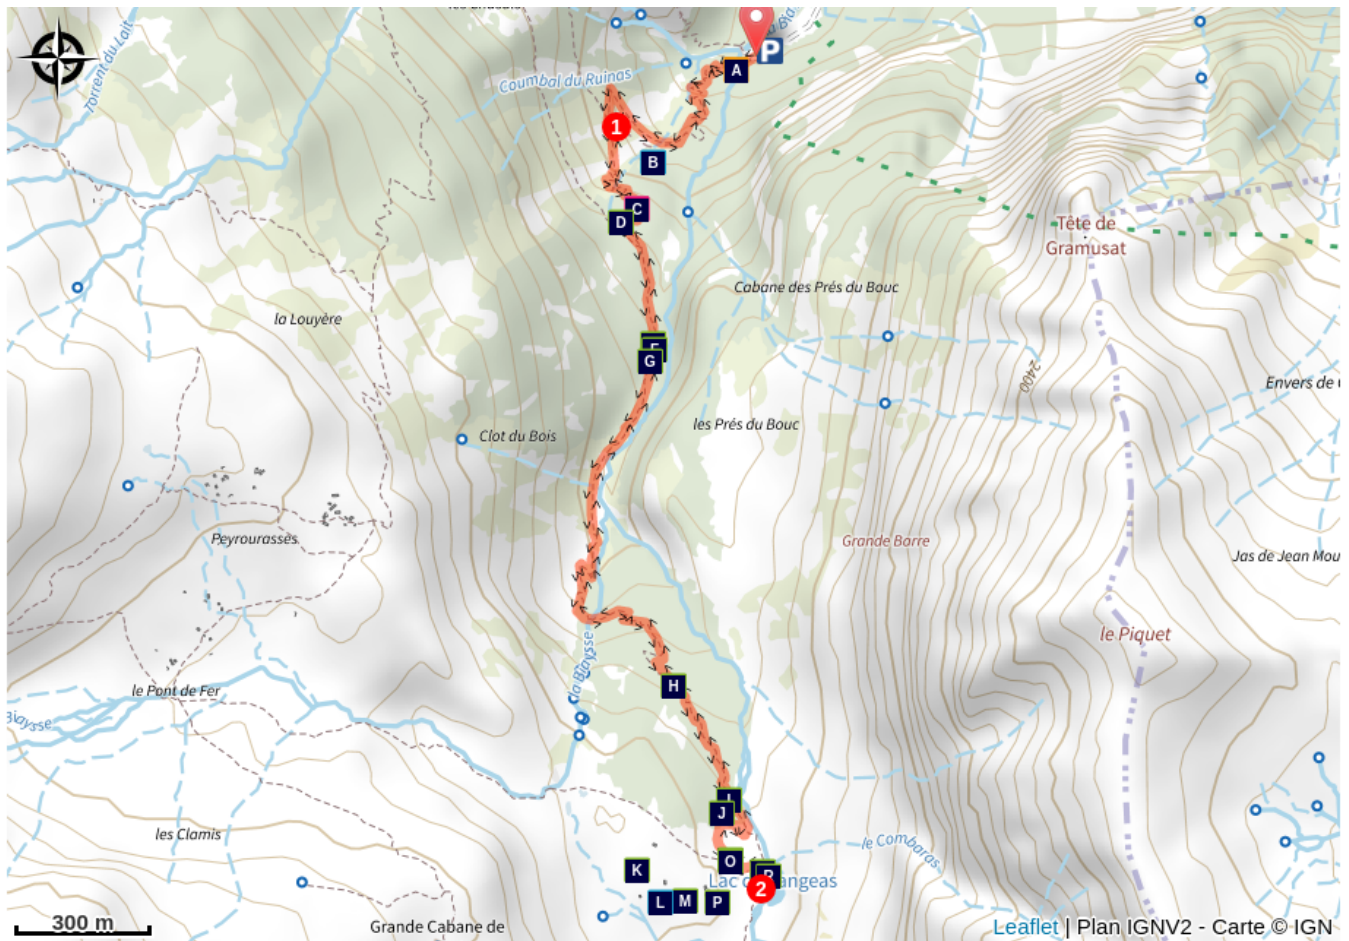 Torrent du Lait
P
A
Coumbal du Ruinas
1
B
C
D
Tête de
Gramusat
Cabane des Prés du Bouc
la Louyère
G
2400
Envers de
les Prés du Bouc
Clot du Bois
Peyrourasses
Grande Barre
Jas de Jean Mou
le Piquet
la Biaysse
H
le Pont de Fer
Biaysse
J
les Clamis
le Combaras
O
K
Lac
angeas
2
L
M
P
300 m
Grande Cabane de
Leaflet | Plan IGNV2 - Carte © IGN